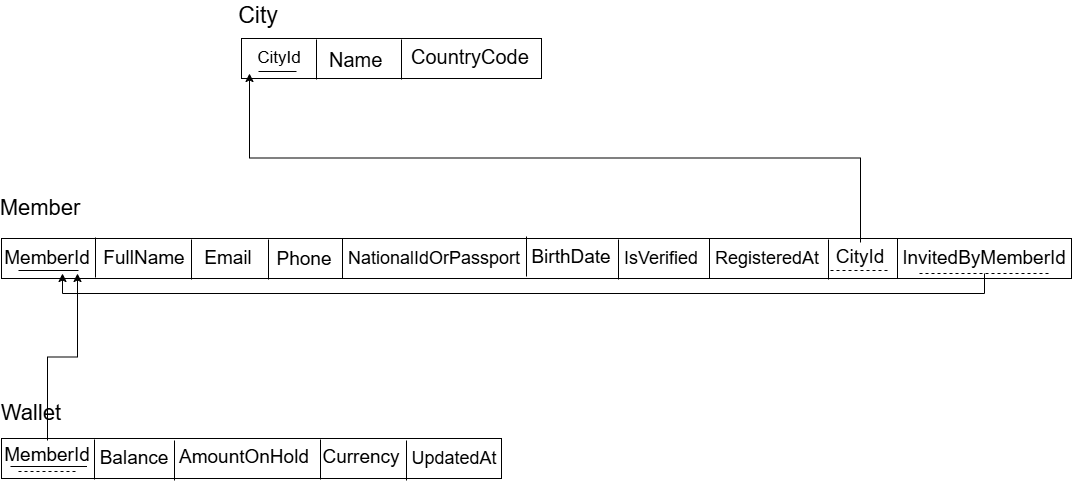 City
CityId Name CountryCode
Member
MemberId FullName Email Phone NationalIdOrPassport BirthDate IsVerified RegisteredAt CityId InvitedByMemberId
Wallet
MemberId Balance AmountOnHold Currency UpdatedAt